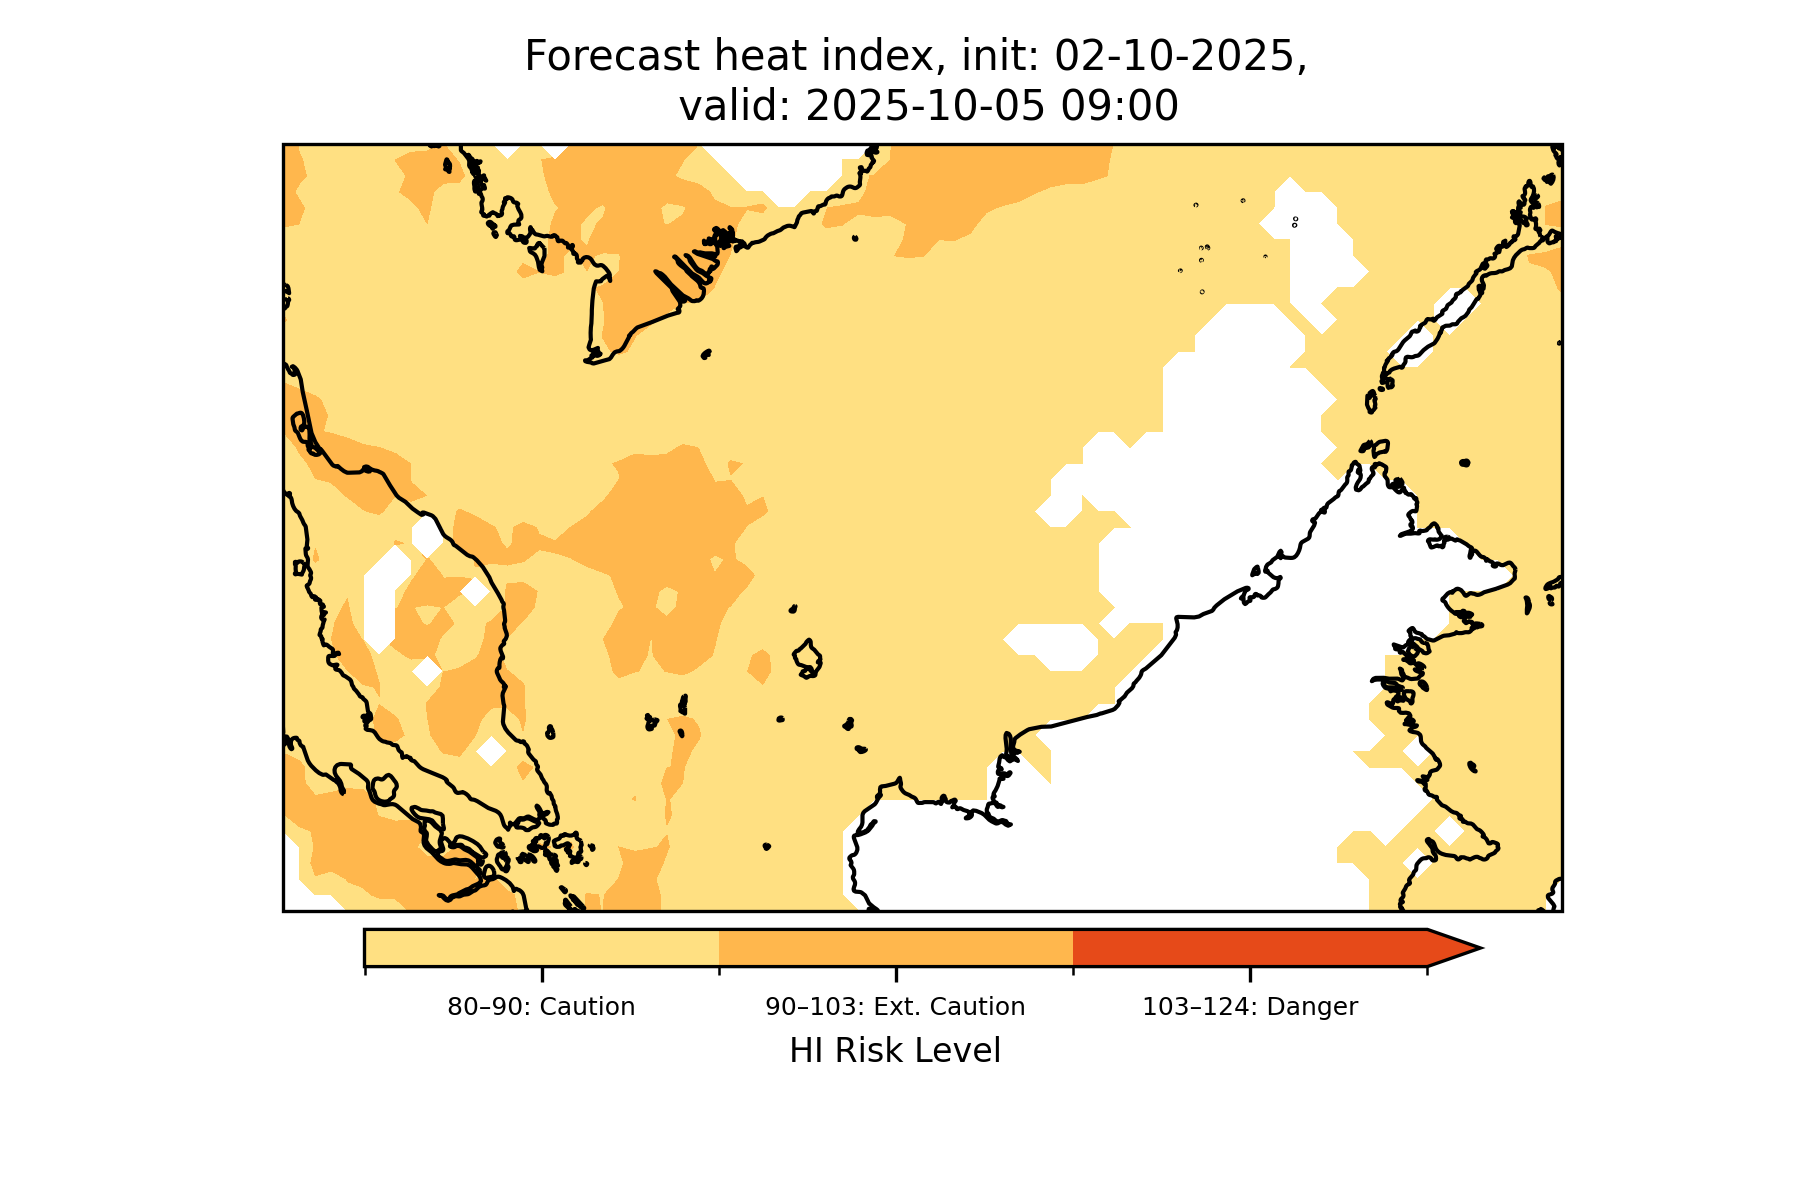 Forecast heat index, init: 02-10-2025,
valid: 2025-10-05 09:00
80–90: Caution
90–103: Ext. Caution
103–124: Danger
HI Risk Level